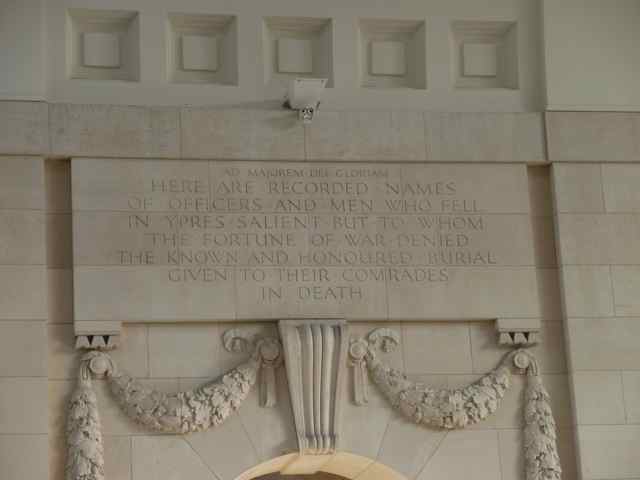 AD MAJOREM DEI GLORIAM
HERE ARE RECORDED NAMES
OF OFFICERS AND MEN WHO FELL
IN YPRES SALIENT BUT TO WHOM
THE FORTUNE OF WAR DENIED
THE KNOWN AND HONOURED BURIAL
GIVEN TO THEIR COMRADES
IN DEATH